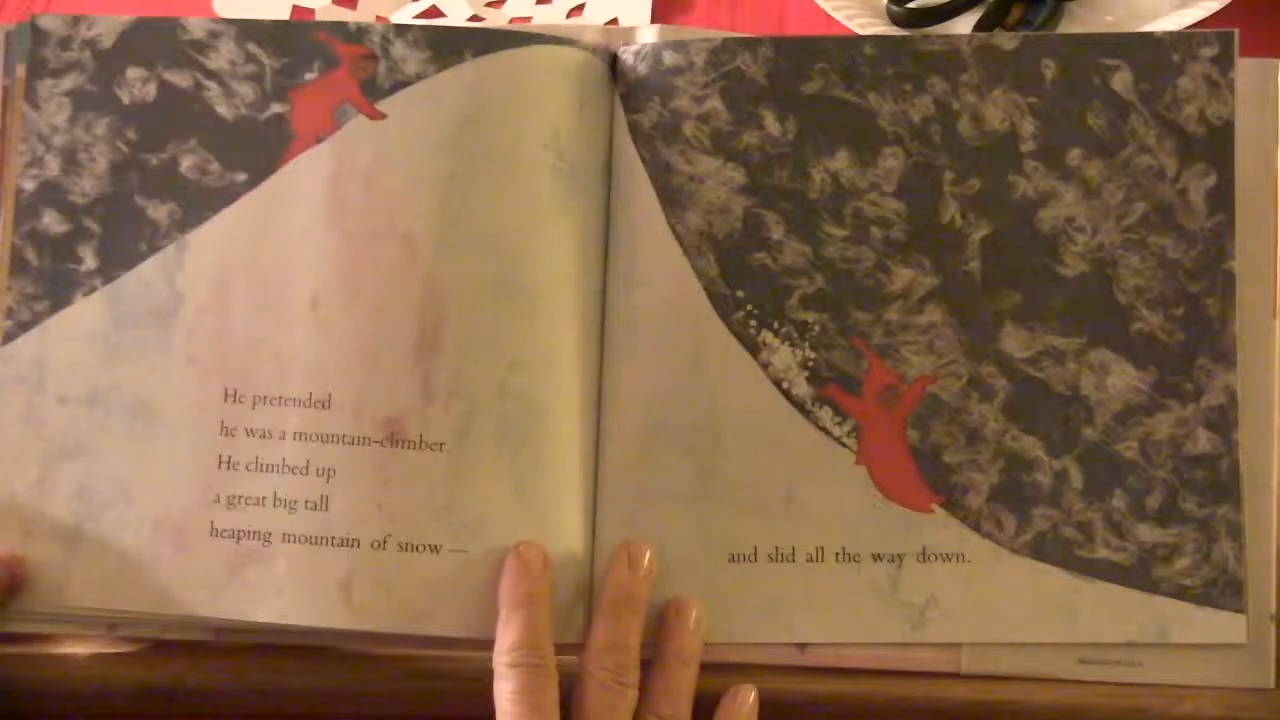 He pretended
he was a mountain-climber.
He climbed up
a great big tall
heaping mountain of snow—
and slid all the way down.